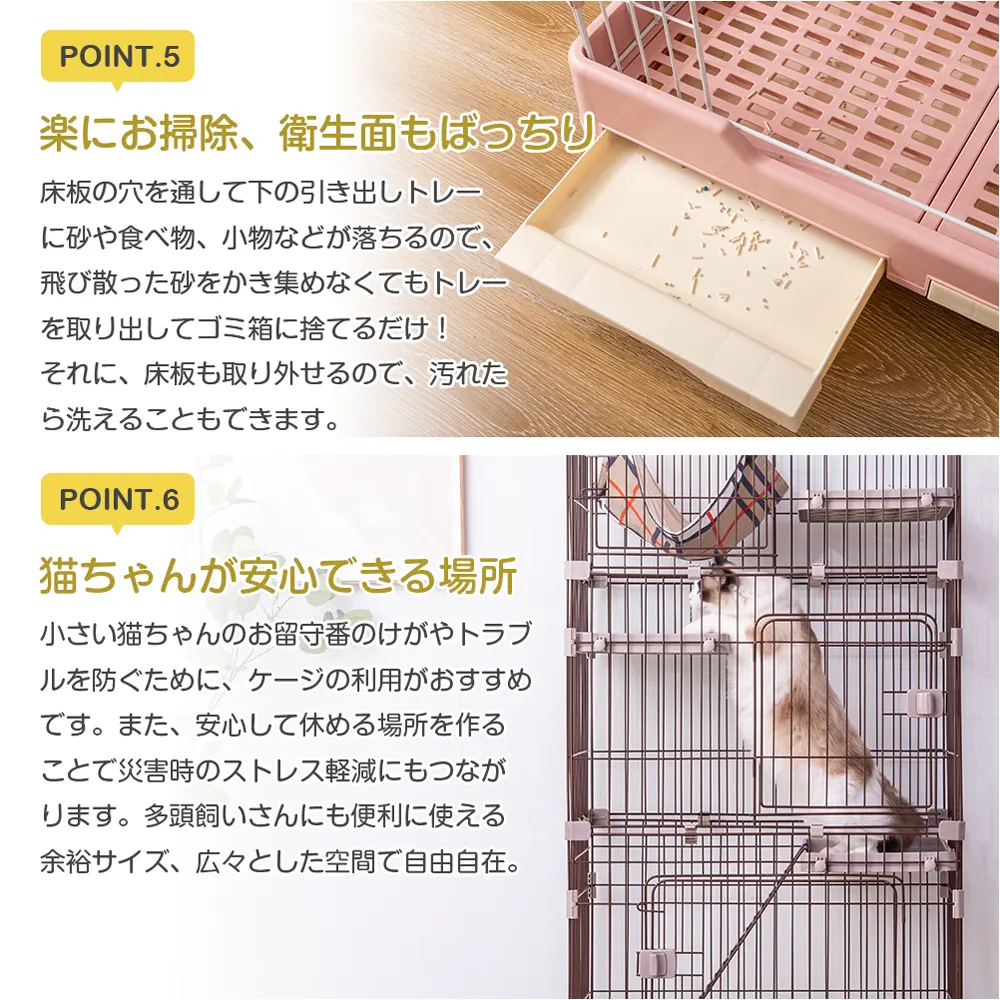 POINT.5
楽にお掃除、衛生面もばっちり
床板の穴を通して下の引き出しトレー
に砂や食べ物、小物などが落ちるので、
飛び散った砂をかき集めなくてもトレー
を取り出してゴミ箱に捨てるだけ！
それに、床板も取り外せるので、汚れた
ら洗えることもできます。
POINT.6
猫ちゃんが安心できる場所
小さい猫ちゃんのお留守番のけがやトラブ
ルを防ぐために、ケージの利用がおすすめ
です。また、安心して休める場所を作る
ことで災害時のストレス軽減にもつなが
ります。多頭飼いさんにも便利に使える
余裕サイズ、広々とした空間で自由自在。